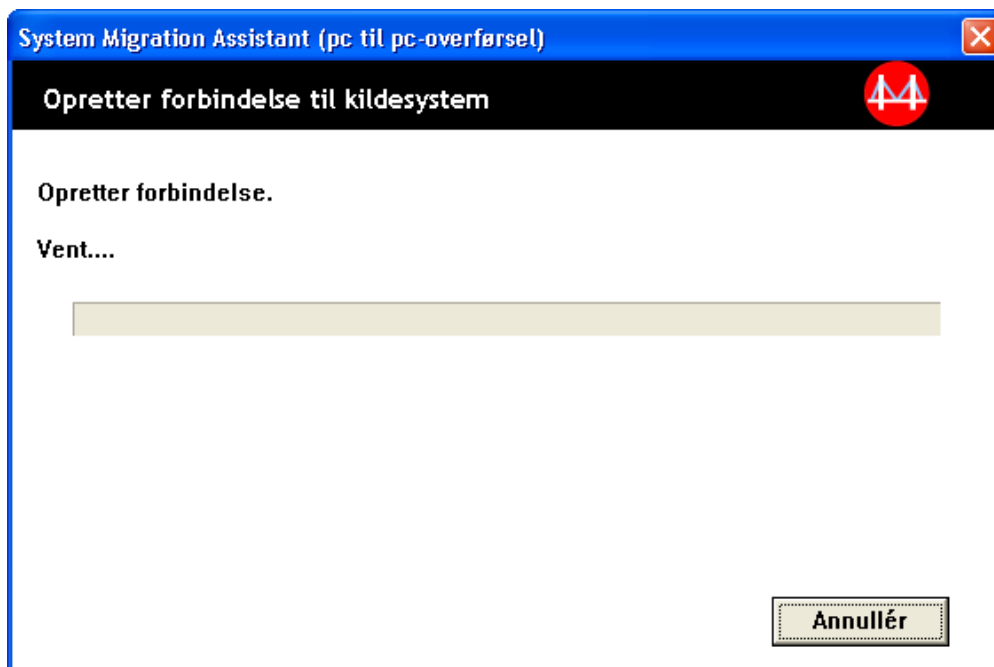 System Migration Assistant (pc til pc-overførsel)
Opretter forbindelse til kildesystem
Opretter forbindelse.
Vent....
Annullér